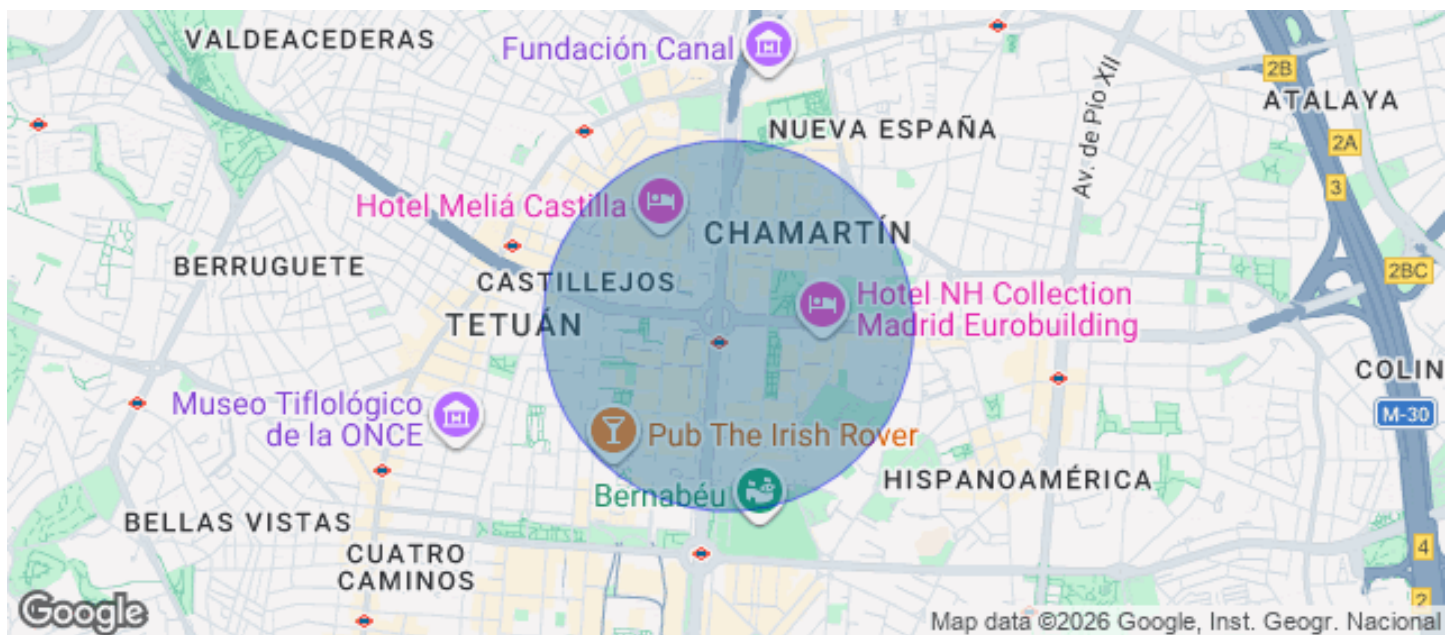 VALDEACEDERAS
Fundación Canal
2B
ATALAYA
Av. de Pío XII
NUEVA ESPAÑA
2A
3
Hotel Meliá Castilla
CHAMARTÍN
BERRUGUETE
CASTILLEJOS
2BC
Hotel NH Collection
Madrid Eurobuilding
TETUÁN
COLIN
Museo Tiflológico
de la ONCE
M-30
Pub The Irish Rover
HISPANOAMÉRICA
Bernabéu
BELLAS VISTAS
CUATRO
CAMINOS
4
2
Google
Map data ©2026 Google, Inst. Geogr. Nacional